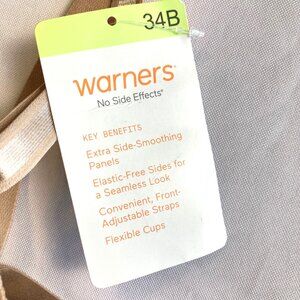 34B
warners®
No Side Effects®
KEY BENEFITS
Extra Side-Smoothing
Panels
Elastic-Free Sides for
a Seamless Look
Convenient, Front-
Adjustable Straps
Flexible Cups